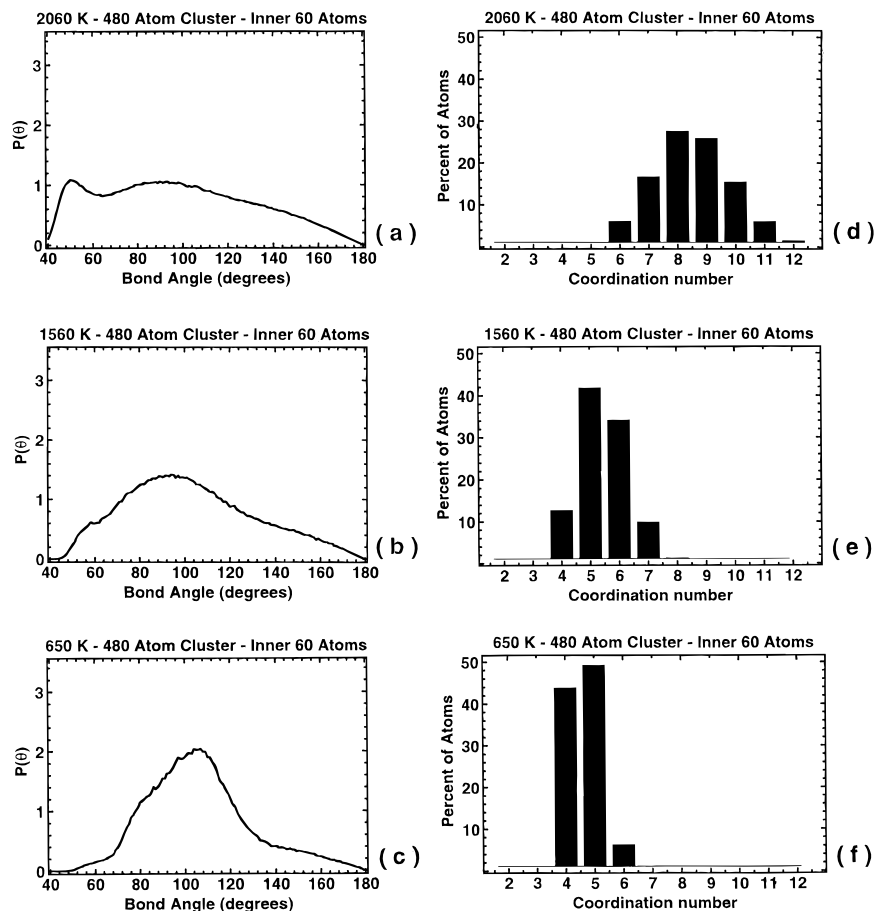 2060 K - 480 Atom Cluster - Inner 60 Atoms
3
2
1
0
P(θ)
40 60 80 100 120 140 160 180
Bond Angle (degrees)
( a )
2060 K - 480 Atom Cluster - Inner 60 Atoms
50
40
30
20
10
Percent of Atoms
2 3 4 5 6 7 8 9 10 11 12
Coordination number
( d )
1560 K - 480 Atom Cluster - Inner 60 Atoms
3
2
1
0
P(θ)
40 60 80 100 120 140 160 180
Bond Angle (degrees)
( b )
1560 K - 480 Atom Cluster - Inner 60 Atoms
50
40
30
20
10
Percent of Atoms
2 3 4 5 6 7 8 9 10 11 12
Coordination number
( e )
650 K - 480 Atom Cluster - Inner 60 Atoms
3
2
1
0
P(θ)
40 60 80 100 120 140 160 180
Bond Angle (degrees)
( c )
650 K - 480 Atom Cluster - Inner 60 Atoms
50
40
30
20
10
Percent of Atoms
2 3 4 5 6 7 8 9 10 11 12
Coordination number
( f )